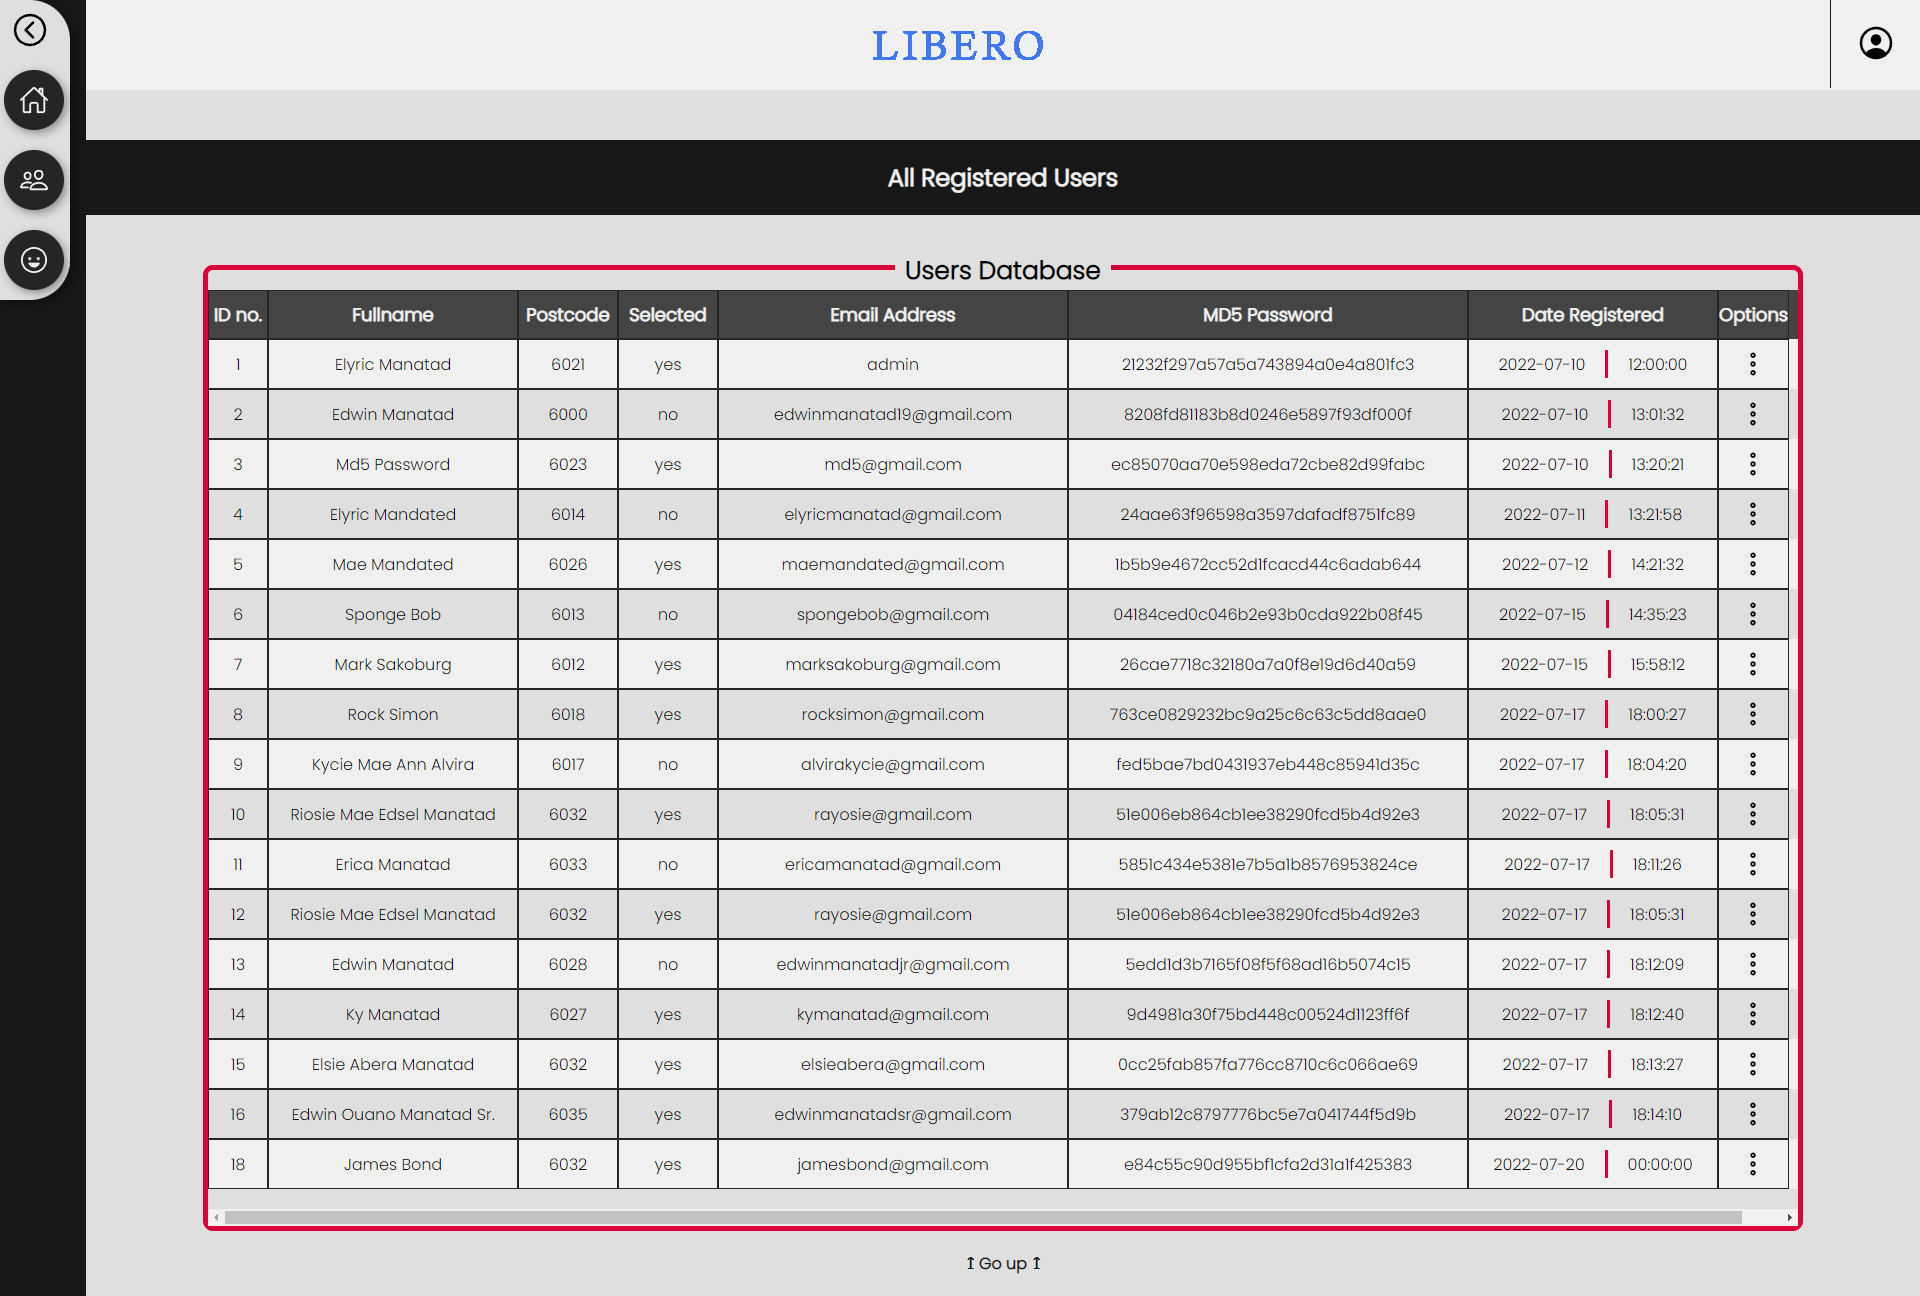 LIBERO
All Registered Users
Users Database
ID no. Fullname Postcode Selected Email Address MD5 Password Date Registered Options
1 Elyric Manatad 6021 yes admin 21232f297a57a5a743894a0e4a801fc3 2022-07-10 12:00:00
2 Edwin Manatad 6000 no edwinmanatad19@gmail.com 8208fd81183b8d0246e5897f93df000f 2022-07-10 13:01:32
3 Md5 Password 6023 yes md5@gmail.com ec85070aa70e598eda72cbe82d99fabc 2022-07-10 13:20:21
4 Elyric Mandated 6014 no elyricmanatad@gmail.com 24aae63f96598a3597dafadf8751fc89 2022-07-11 13:21:58
5 Mae Mandated 6026 yes maemandated@gmail.com 1b5b9e4672cc52d1fcacd44c6adab644 2022-07-12 14:21:32
6 Sponge Bob 6013 no spongebob@gmail.com 04184ced0c046b2e93b0cda922b08f45 2022-07-15 14:35:23
7 Mark Sakoburg 6012 yes marksakoburg@gmail.com 26cae7718c32180a7a0f8e19d6d40a59 2022-07-15 15:58:12
8 Rock Simon 6018 yes rocksimon@gmail.com 763ce0829232bc9a25c6c63c5dd8aae0 2022-07-17 18:00:27
9 Kycie Mae Ann Alvira 6017 no alvirakycie@gmail.com fed5bae7bd0431937eb448c85941d35c 2022-07-17 18:04:20
10 Riosie Mae Edsel Manatad 6032 yes rayosie@gmail.com 51e006eb864cb1ee38290fcd5b4d92e3 2022-07-17 18:05:31
11 Erica Manatad 6033 no ericamanatad@gmail.com 5851c434e5381e7b5a1b8576953824ce 2022-07-17 18:11:26
12 Riosie Mae Edsel Manatad 6032 yes rayosie@gmail.com 51e006eb864cb1ee38290fcd5b4d92e3 2022-07-17 18:05:31
13 Edwin Manatad 6028 no edwinmanatadjr@gmail.com 5edd1d3b7165f08f5f68ad16b5074c15 2022-07-17 18:12:09
14 Ky Manatad 6027 yes kymanatad@gmail.com 9d4981a30f75bd448c00524d1123ff6f 2022-07-17 18:12:40
15 Elsie Abera Manatad 6032 yes elsieabera@gmail.com 0cc25fab857fa776cc8710c6c066ae69 2022-07-17 18:13:27
16 Edwin Ouano Manatad Sr. 6035 yes edwinmanatadsr@gmail.com 379ab12c8797776bc5e7a041744f5d9b 2022-07-17 18:14:10
18 James Bond 6032 yes jamesbond@gmail.com e84c55c90d955bf1cfa2d31a1f425383 2022-07-20 00:00:00
↥ Go up ↥